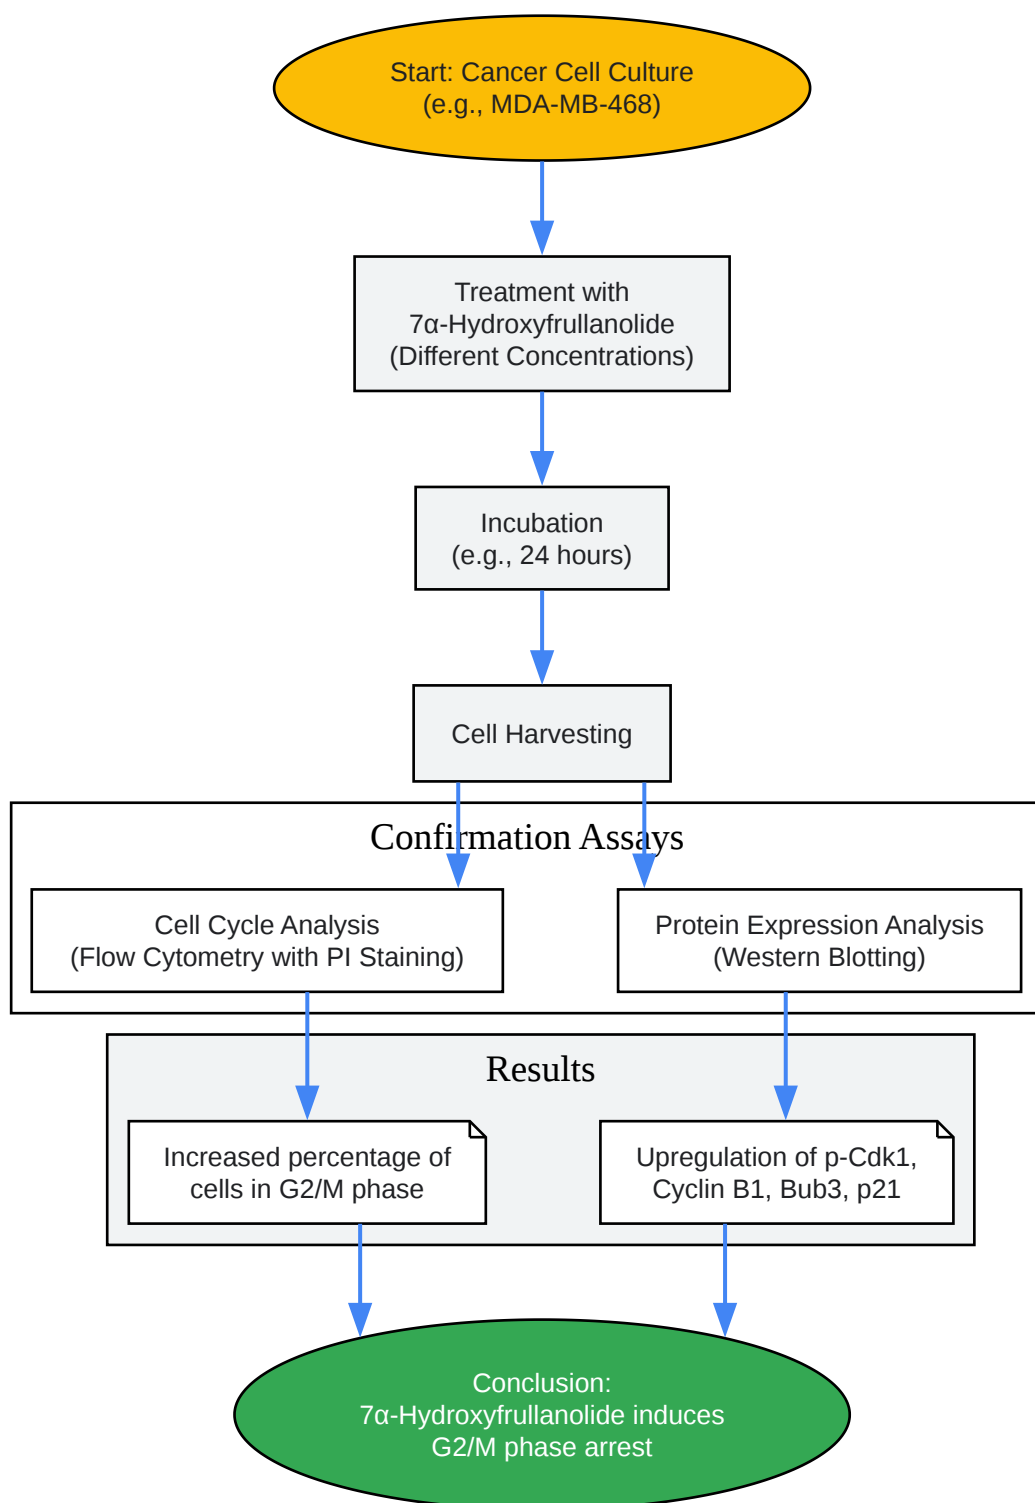 Start: Cancer Cell Culture
(e.g., MDA-MB-468)
Treatment with
7α-Hydroxyfrullanolide
(Different Concentrations)
Incubation
(e.g., 24 hours)
Cell Harvesting
Confirmation Assays
Cell Cycle Analysis
(Flow Cytometry with PI Staining)
Protein Expression Analysis
(Western Blotting)
Results
Increased percentage of
cells in G2/M phase
Upregulation of p-Cdk1,
Cyclin B1, Bub3, p21
Conclusion:
7α-Hydroxyfrullanolide induces
G2/M phase arrest